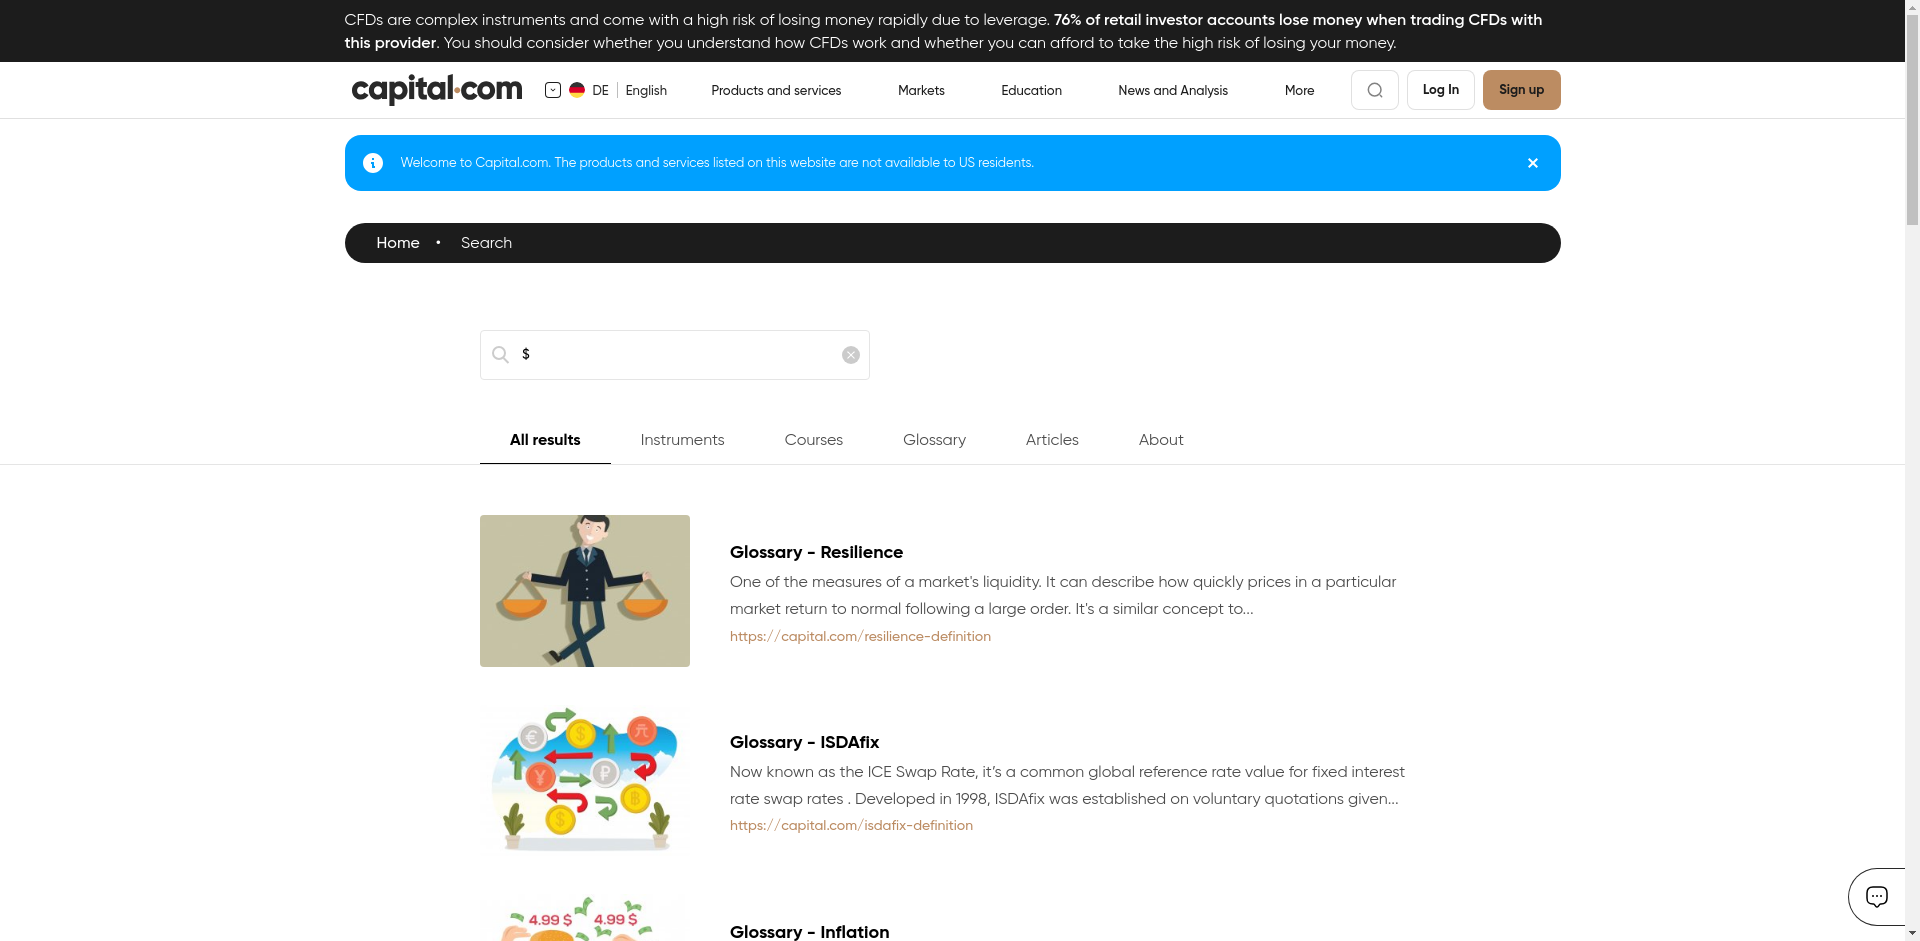 CFDs are complex instruments and come with a high risk of losing money rapidly due to leverage. 76% of retail investor accounts lose money when trading CFDs with
this provider. You should consider whether you understand how CFDs work and whether you can afford to take the high risk of losing your money.
capital.com DE English Products and services Markets Education News and Analysis More Log In Sign up
Welcome to Capital.com. The products and services listed on this website are not available to US residents.
Home • Search
$
All results Instruments Courses Glossary Articles About
Glossary - Resilience
One of the measures of a market's liquidity. It can describe how quickly prices in a particular
market return to normal following a large order. It's a similar concept to...
https://capital.com/resilience-definition
Glossary - ISDAfix
Now known as the ICE Swap Rate, it’s a common global reference rate value for fixed interest
rate swap rates . Developed in 1998, ISDAfix was established on voluntary quotations given...
https://capital.com/isdafix-definition
4.99 $ 4.99 $
Glossary - Inflation